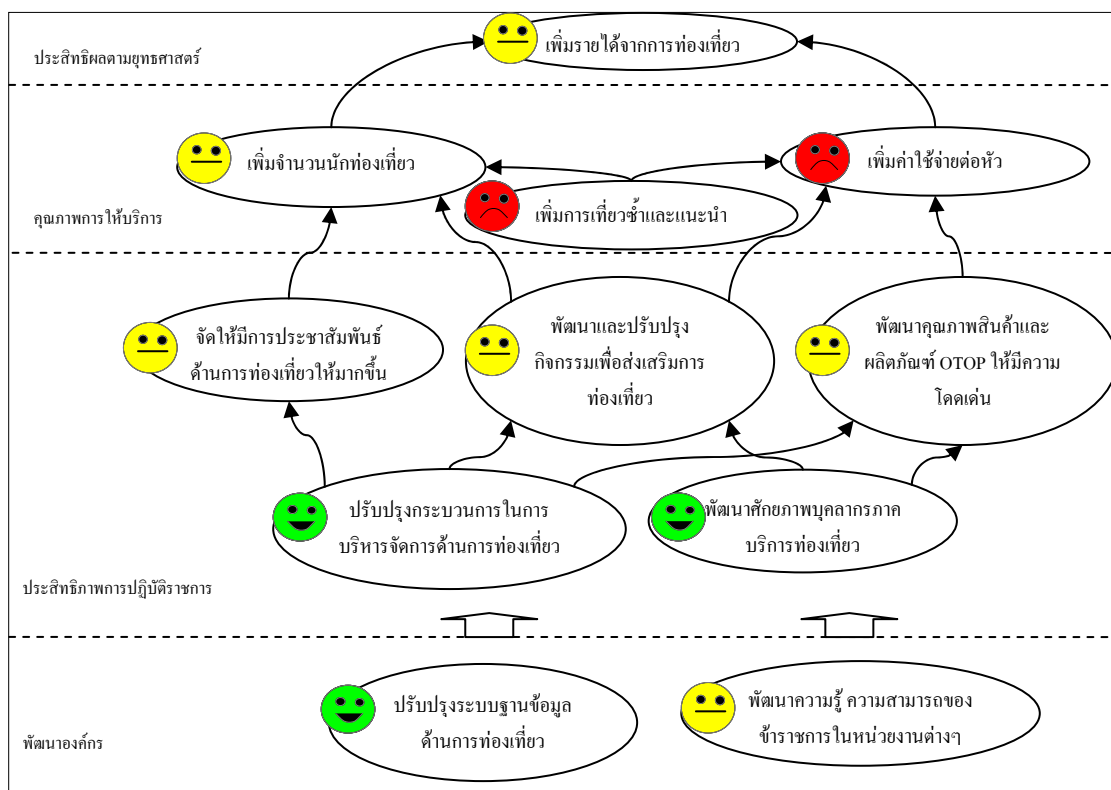 เพิ่มรายได้จากการท่องเที่ยว
ประสิทธิผลตามยุทธศาสตร์
เพิ่มจำนวนนักท่องเที่ยว
เพิ่มค่าใช้จ่ายต่อหัว
เพิ่มการเที่ยวซ้ำและแนะนำ
คุณภาพการให้บริการ
จัดให้มีการประชาสัมพันธ์
ด้านการท่องเที่ยวให้มากขึ้น
พัฒนาและปรับปรุง
กิจกรรมเพื่อส่งเสริมการ
ท่องเที่ยว
พัฒนาคุณภาพสินค้าและ
ผลิตภัณฑ์ OTOP ให้มีความ
โดดเด่น
ปรับปรุงกระบวนการในการ
บริหารจัดการด้านการท่องเที่ยว
พัฒนาศักยภาพบุคลากรภาค
บริการท่องเที่ยว
ประสิทธิภาพการปฏิบัติราชการ
ปรับปรุงระบบฐานข้อมูล
ด้านการท่องเที่ยว
พัฒนาความรู้ ความสามารถของ
ข้าราชการในหน่วยงานต่างๆ
พัฒนาองค์กร